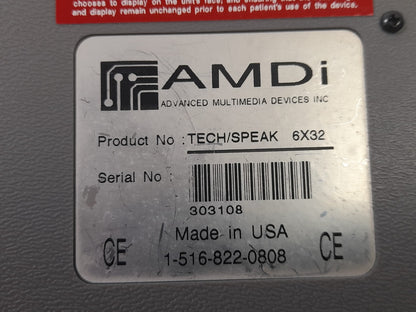 chooses to display on the unit's face, and ensuring that the
and display remain unchanged prior to each patient's use of the device.
AMDi
ADVANCED MULTIMEDIA DEVICES INC
Product No : TECH/SPEAK 6X32
Serial No :
303108
Made in USA
CE CE
1-516-822-0808